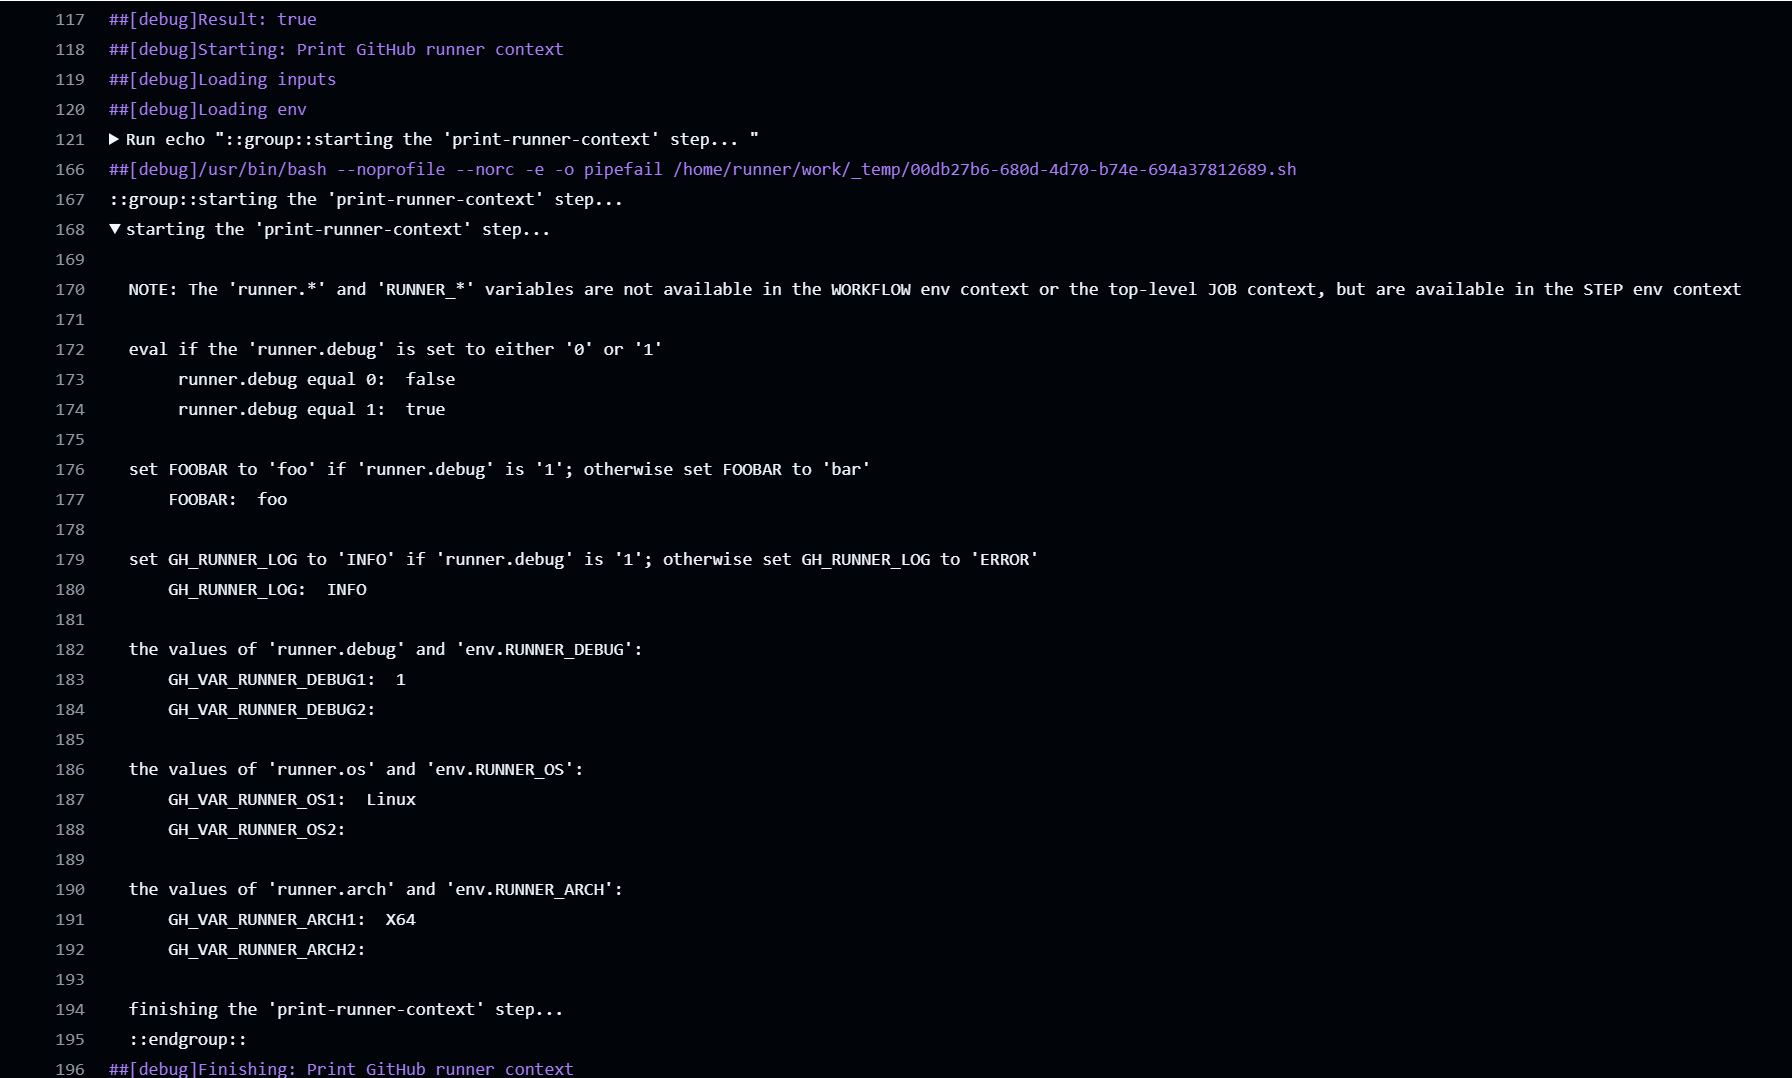 117 ##[debug]Result: true
118 ##[debug]Starting: Print GitHub runner context
119 ##[debug]Loading inputs
120 ##[debug]Loading env
121 Run echo "::group::starting the 'print-runner-context' step... "
166 ##[debug]/usr/bin/bash --noprofile --norc -e -o pipefail /home/runner/work/_temp/00db27b6-680d-4d70-b74e-694a37812689.sh
167 ::group::starting the 'print-runner-context' step...
168 starting the 'print-runner-context' step...
169
170 NOTE: The 'runner.*' and 'RUNNER_*' variables are not available in the WORKFLOW env context or the top-level JOB context, but are available in the STEP env context
171
172 eval if the 'runner.debug' is set to either '0' or '1'
173 runner.debug equal 0: false
174 runner.debug equal 1: true
175
176 set FOOBAR to 'foo' if 'runner.debug' is '1'; otherwise set FOOBAR to 'bar'
177 FOOBAR: foo
178
179 set GH_RUNNER_LOG to 'INFO' if 'runner.debug' is '1'; otherwise set GH_RUNNER_LOG to 'ERROR'
180 GH_RUNNER_LOG: INFO
181
182 the values of 'runner.debug' and 'env.RUNNER_DEBUG':
183 GH_VAR_RUNNER_DEBUG1: 1
184 GH_VAR_RUNNER_DEBUG2:
185
186 the values of 'runner.os' and 'env.RUNNER_OS':
187 GH_VAR_RUNNER_OS1: Linux
188 GH_VAR_RUNNER_OS2:
189
190 the values of 'runner.arch' and 'env.RUNNER_ARCH':
191 GH_VAR_RUNNER_ARCH1: X64
192 GH_VAR_RUNNER_ARCH2:
193
194 finishing the 'print-runner-context' step...
195 ::endgroup::
196 ##[debug]Finishing: Print GitHub runner context